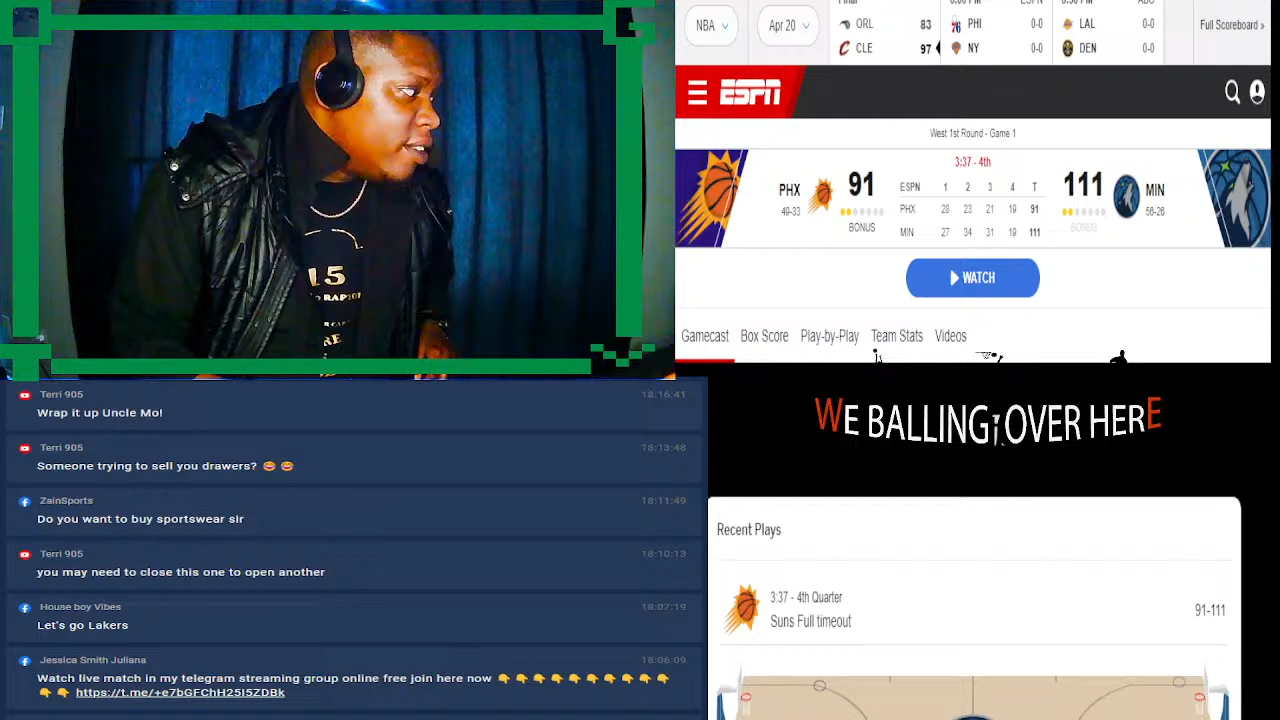 NBA
Apr 20
Final
ORL 83
CLE 97
ESPN
PHI 0-0
NY 0-0
LAL 0-0
DEN 0-0
Full Scoreboard »
ESPN
West 1st Round - Game 1
3:37 - 4th
PHX
49-33
91
BONUS
ESPN 1 2 3 4 T
PHX 28 23 21 19 91
MIN 27 34 31 19 111
111
BONUS
MIN
56-26
WATCH
Gamecast Box Score Play-by-Play Team Stats Videos
15
RAPTOR
RE
Terri 905 18:16:41
Wrap it up Uncle Mo!
Terri 905 18:13:48
Someone trying to sell you drawers? 😂 😂
ZainSports 18:11:49
Do you want to buy sportswear sir
Terri 905 18:10:13
you may need to close this one to open another
House boy Vibes 18:07:19
Let's go Lakers
Jessica Smith Juliana 18:06:09
Watch live match in my telegram streaming group online free join here now 👇 👇 👇 👇 👇 👇 👇 👇 👇 👇
👇 👇 https://t.me/+e7bGFChH25I5ZDBk
WE BALLING OVER HERE
Recent Plays
3:37 - 4th Quarter
Suns Full timeout
91-111